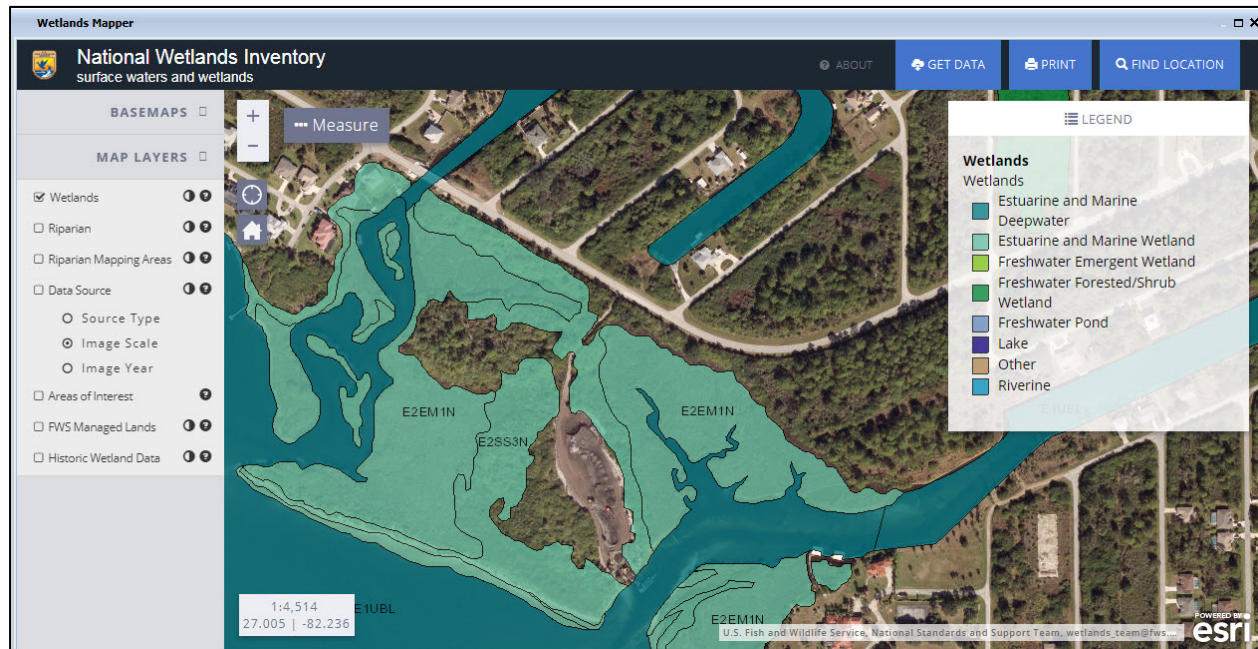 Wetlands Mapper
National Wetlands Inventory
surface waters and wetlands
ABOUT
GET DATA
PRINT
FIND LOCATION
BASEMAPS
MAP LAYERS
Wetlands
Riparian
Riparian Mapping Areas
Data Source
Source Type
Image Scale
Image Year
Areas of Interest
FWS Managed Lands
Historic Wetland Data
+
Measure
−
LEGEND
Wetlands
Wetlands
Estuarine and Marine
Deepwater
Estuarine and Marine Wetland
Freshwater Emergent Wetland
Freshwater Forested/Shrub
Wetland
Freshwater Pond
Lake
Other
Riverine
E1UBL
E2EM1N
E2EM1N
E2SS3N
1:4,514
27.005 | -82.236
E1UBL
E2EM1N
U.S. Fish and Wildlife Service, National Standards and Support Team, wetlands_team@fws...
POWERED BY
esri